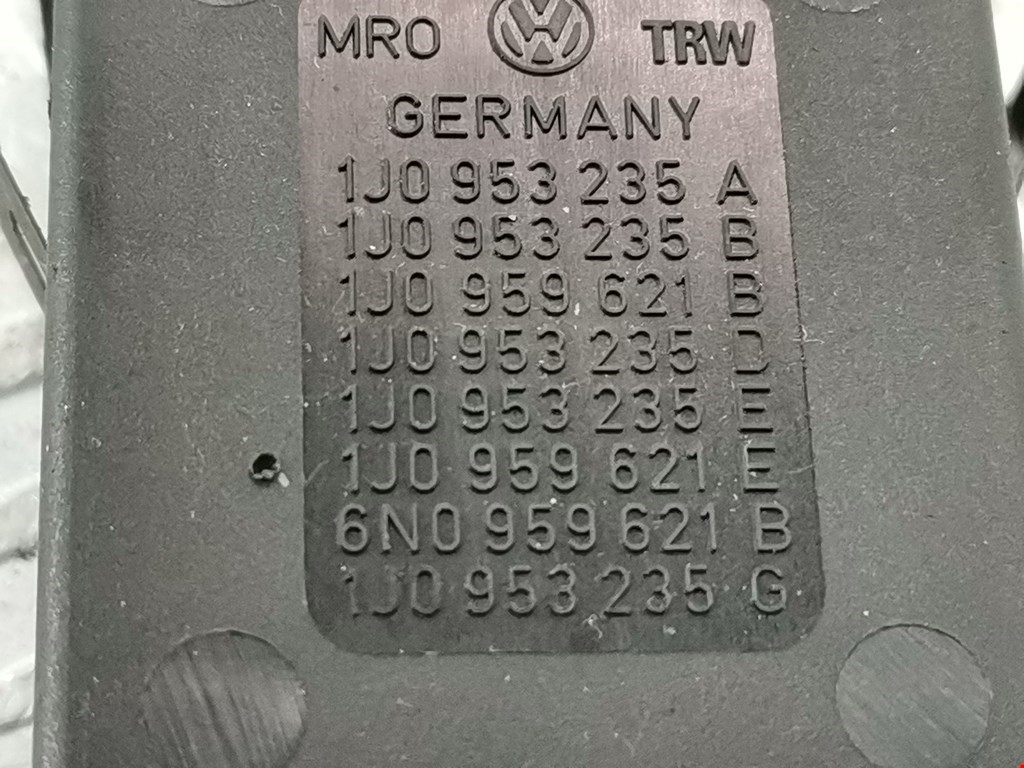 MRO VW TRW
GERMANY
1J0 953 235 A
1J0 953 235 B
1J0 959 621 B
1J0 953 235 D
1J0 953 235 E
1J0 959 621 E
6N0 959 621 B
1J0 953 235 G